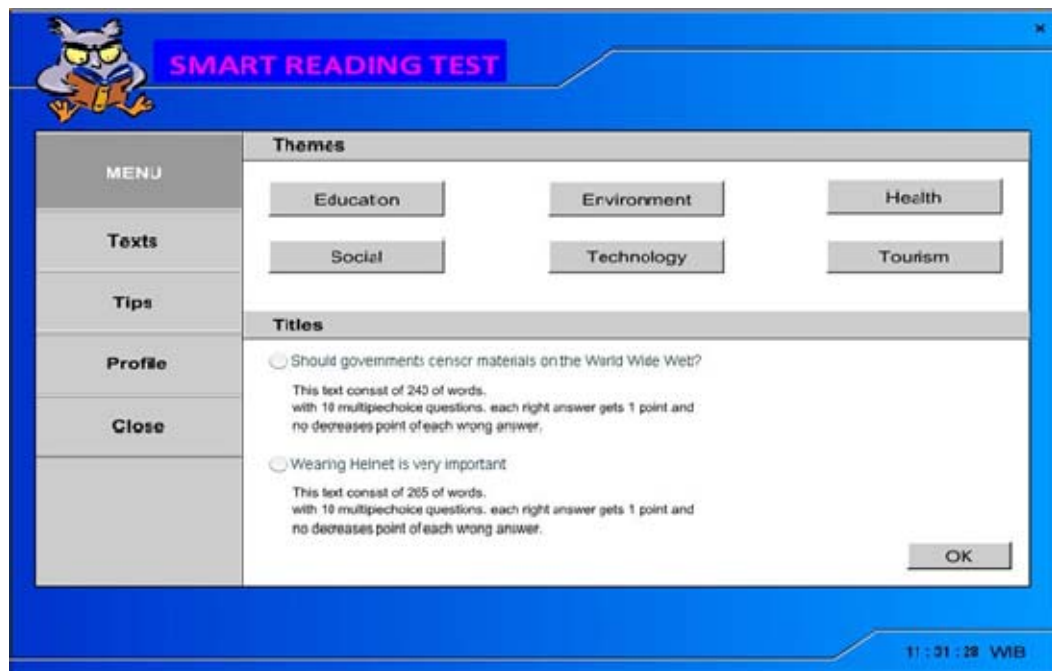 SMART READING TEST
MENU
Texts
Tips
Profile
Close
Themes
Education
Environment
Health
Social
Technology
Tourism
Titles
Should governments censor materials on the World Wide Web?
This text consist of 243 of words.
with 10 multiplechoice questions. each right answer gets 1 point and
no decreases point of each wrong answer.
Wearing Helmet is very important
This text consist of 265 of words.
with 10 multiplechoice questions. each right answer gets 1 point and
no decreases point of each wrong answer.
OK
11 : 31 : 28 WIB